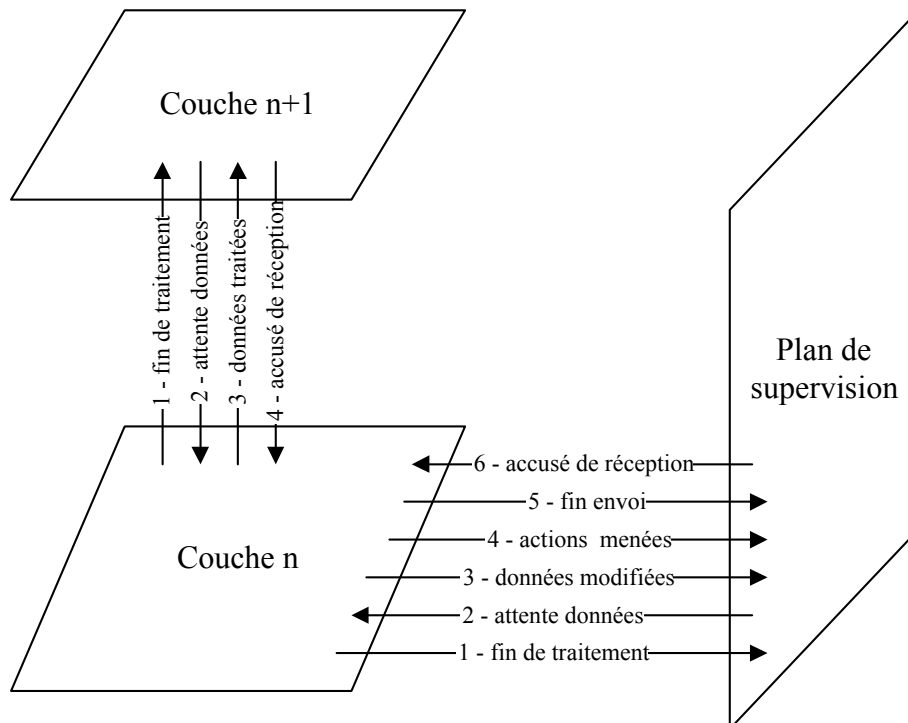 Couche n+1
1 - fin de traitement
2 - attente données
3 - données traitées
4 - accusé de réception
Plan de
supervision
6 - accusé de réception
5 - fin envoi
4 - actions menées
Couche n
3 - données modifiées
2 - attente données
1 - fin de traitement